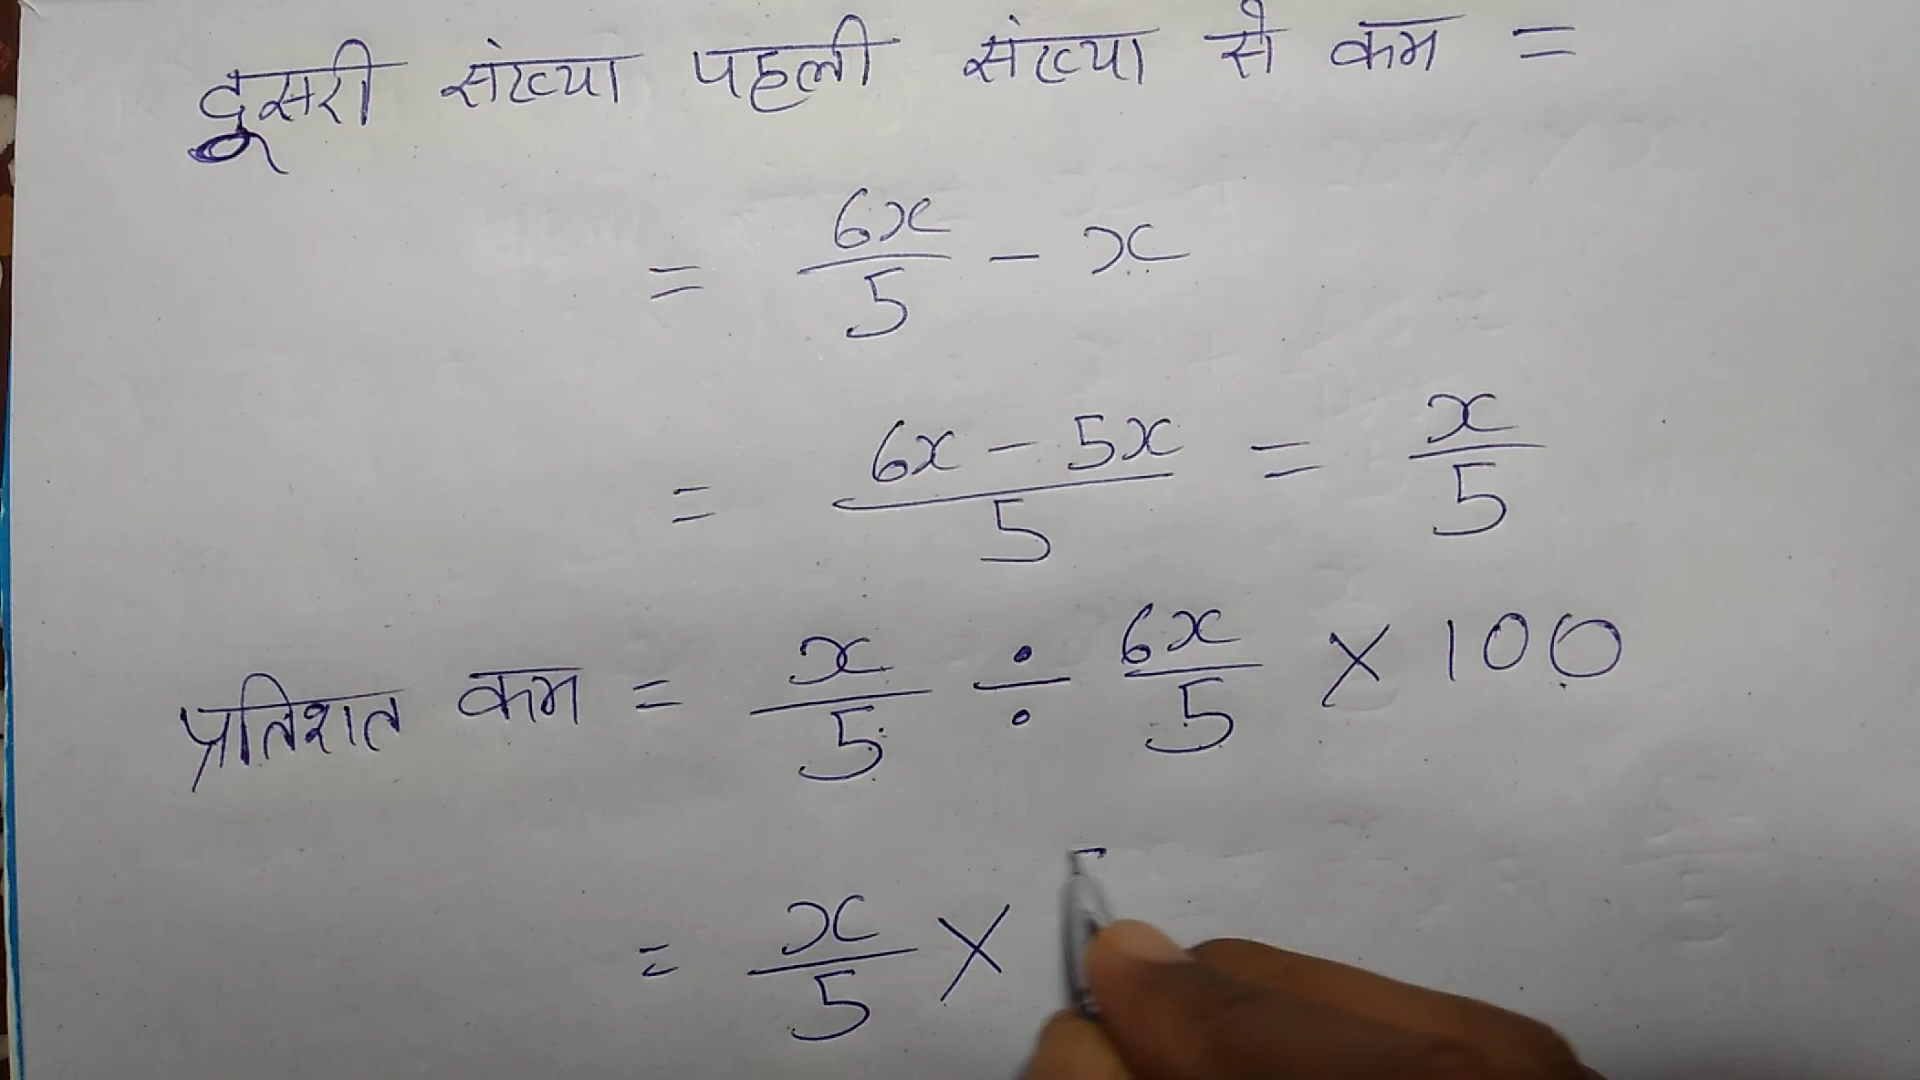 दूसरी संख्या पहली संख्या से कम =
= 6x/5 - x
= (6x - 5x)/5 = x/5
प्रतिशत कम = x/5 ÷ 6x/5 × 100
= x/5 ×